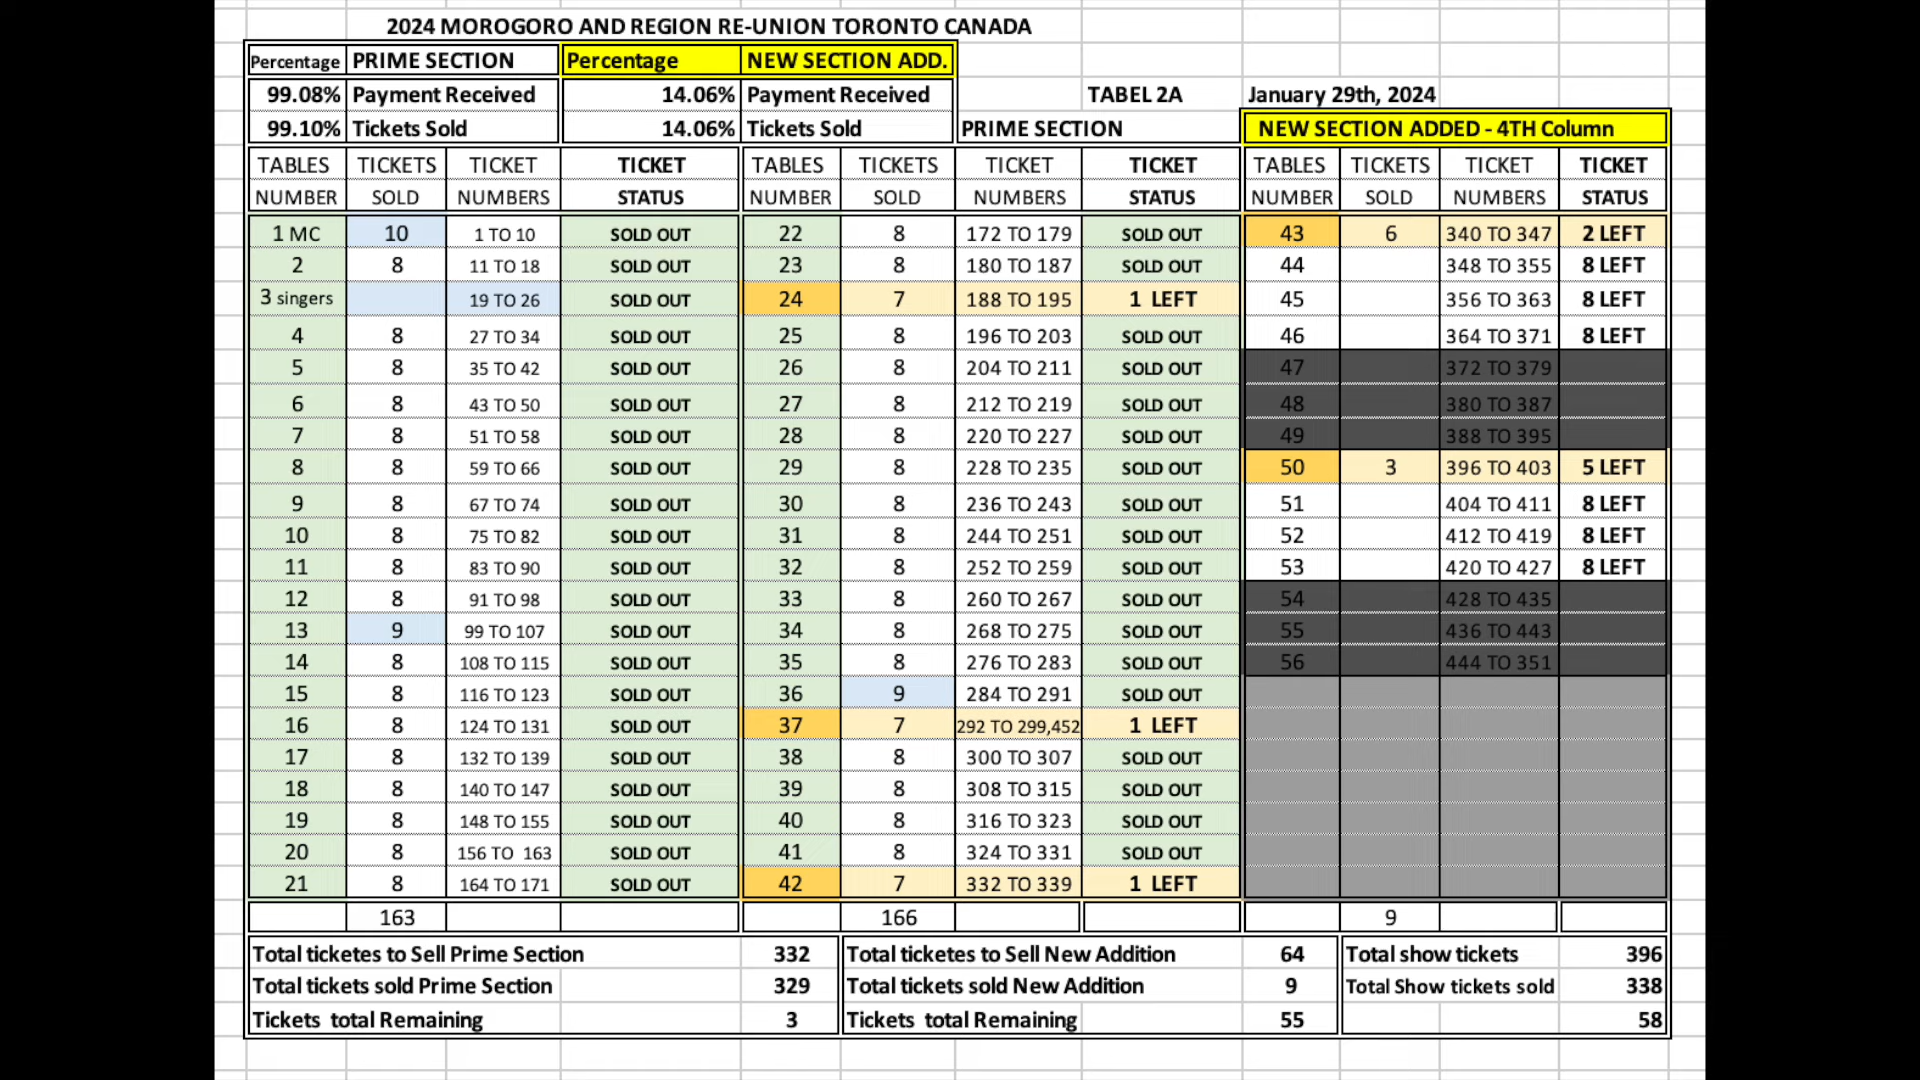 2024 MOROGORO AND REGION RE-UNION TORONTO CANADA
Percentage PRIME SECTION Percentage NEW SECTION ADD.
99.08% Payment Received 14.06% Payment Received TABEL 2A January 29th, 2024
99.10% Tickets Sold 14.06% Tickets Sold PRIME SECTION NEW SECTION ADDED - 4TH Column
TABLES TICKETS TICKET TICKET TABLES TICKETS TICKET TICKET TABLES TICKETS TICKET TICKET
NUMBER SOLD NUMBERS STATUS NUMBER SOLD NUMBERS STATUS NUMBER SOLD NUMBERS STATUS
1 MC 10 1 TO 10 SOLD OUT 22 8 172 TO 179 SOLD OUT 43 6 340 TO 347 2 LEFT
2 8 11 TO 18 SOLD OUT 23 8 180 TO 187 SOLD OUT 44 348 TO 355 8 LEFT
3 singers 19 TO 26 SOLD OUT 24 7 188 TO 195 1 LEFT 45 356 TO 363 8 LEFT
4 8 27 TO 34 SOLD OUT 25 8 196 TO 203 SOLD OUT 46 364 TO 371 8 LEFT
5 8 35 TO 42 SOLD OUT 26 8 204 TO 211 SOLD OUT 47 372 TO 379
6 8 43 TO 50 SOLD OUT 27 8 212 TO 219 SOLD OUT 48 380 TO 387
7 8 51 TO 58 SOLD OUT 28 8 220 TO 227 SOLD OUT 49 388 TO 395
8 8 59 TO 66 SOLD OUT 29 8 228 TO 235 SOLD OUT 50 3 396 TO 403 5 LEFT
9 8 67 TO 74 SOLD OUT 30 8 236 TO 243 SOLD OUT 51 404 TO 411 8 LEFT
10 8 75 TO 82 SOLD OUT 31 8 244 TO 251 SOLD OUT 52 412 TO 419 8 LEFT
11 8 83 TO 90 SOLD OUT 32 8 252 TO 259 SOLD OUT 53 420 TO 427 8 LEFT
12 8 91 TO 98 SOLD OUT 33 8 260 TO 267 SOLD OUT 54 428 TO 435
13 9 99 TO 107 SOLD OUT 34 8 268 TO 275 SOLD OUT 55 436 TO 443
14 8 108 TO 115 SOLD OUT 35 8 276 TO 283 SOLD OUT 56 444 TO 351
15 8 116 TO 123 SOLD OUT 36 9 284 TO 291 SOLD OUT
16 8 124 TO 131 SOLD OUT 37 7 292 TO 299,452 1 LEFT
17 8 132 TO 139 SOLD OUT 38 8 300 TO 307 SOLD OUT
18 8 140 TO 147 SOLD OUT 39 8 308 TO 315 SOLD OUT
19 8 148 TO 155 SOLD OUT 40 8 316 TO 323 SOLD OUT
20 8 156 TO 163 SOLD OUT 41 8 324 TO 331 SOLD OUT
21 8 164 TO 171 SOLD OUT 42 7 332 TO 339 1 LEFT
163 166 9
Total ticketes to Sell Prime Section 332 Total ticketes to Sell New Addition 64 Total show tickets 396
Total tickets sold Prime Section 329 Total tickets sold New Addition 9 Total Show tickets sold 338
Tickets total Remaining 3 Tickets total Remaining 55 58